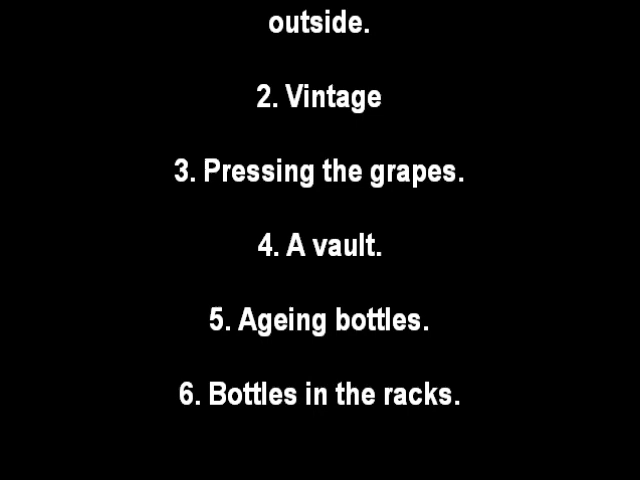 outside.
2. Vintage
3. Pressing the grapes.
4. A vault.
5. Ageing bottles.
6. Bottles in the racks.